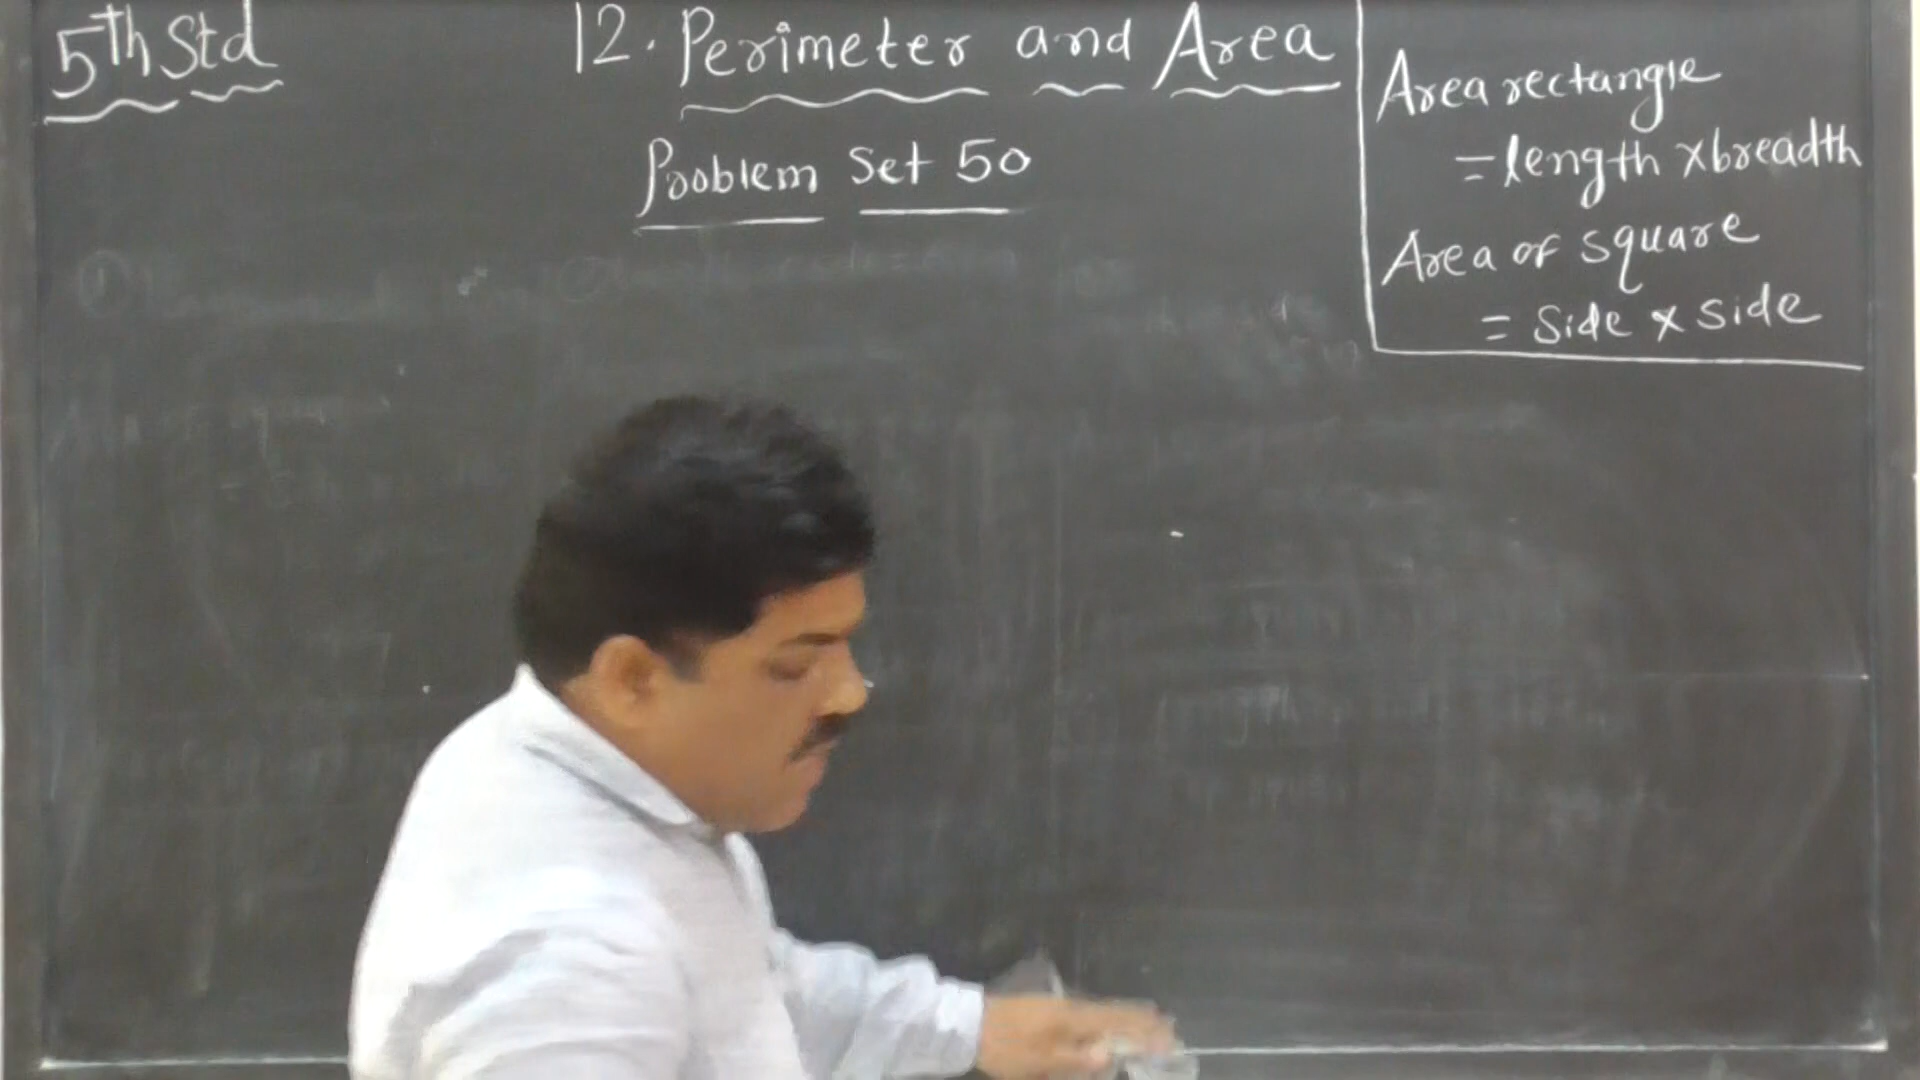 5th Std
12. Perimeter and Area
Problem Set 50
Area rectangle
= length × breadth
Area of square
= side × side